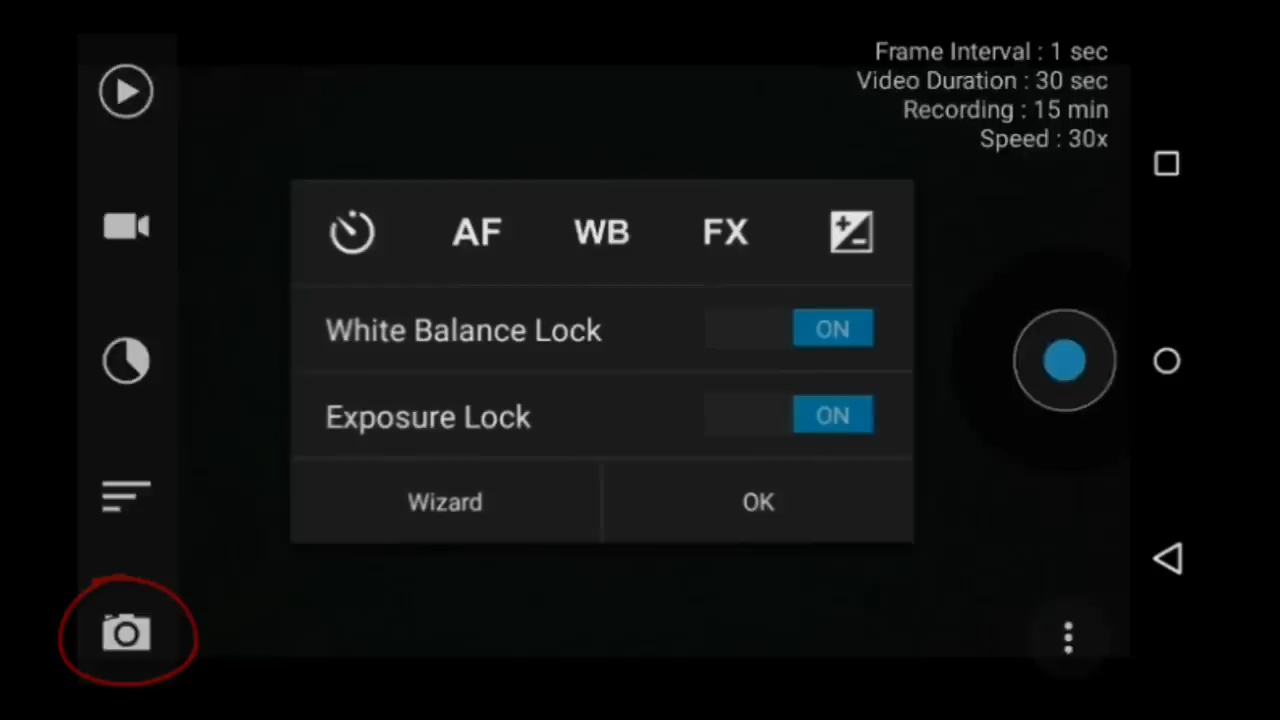 Frame Interval : 1 sec
Video Duration : 30 sec
Recording : 15 min
Speed : 30x
AF WB FX
White Balance Lock ON
Exposure Lock ON
Wizard OK